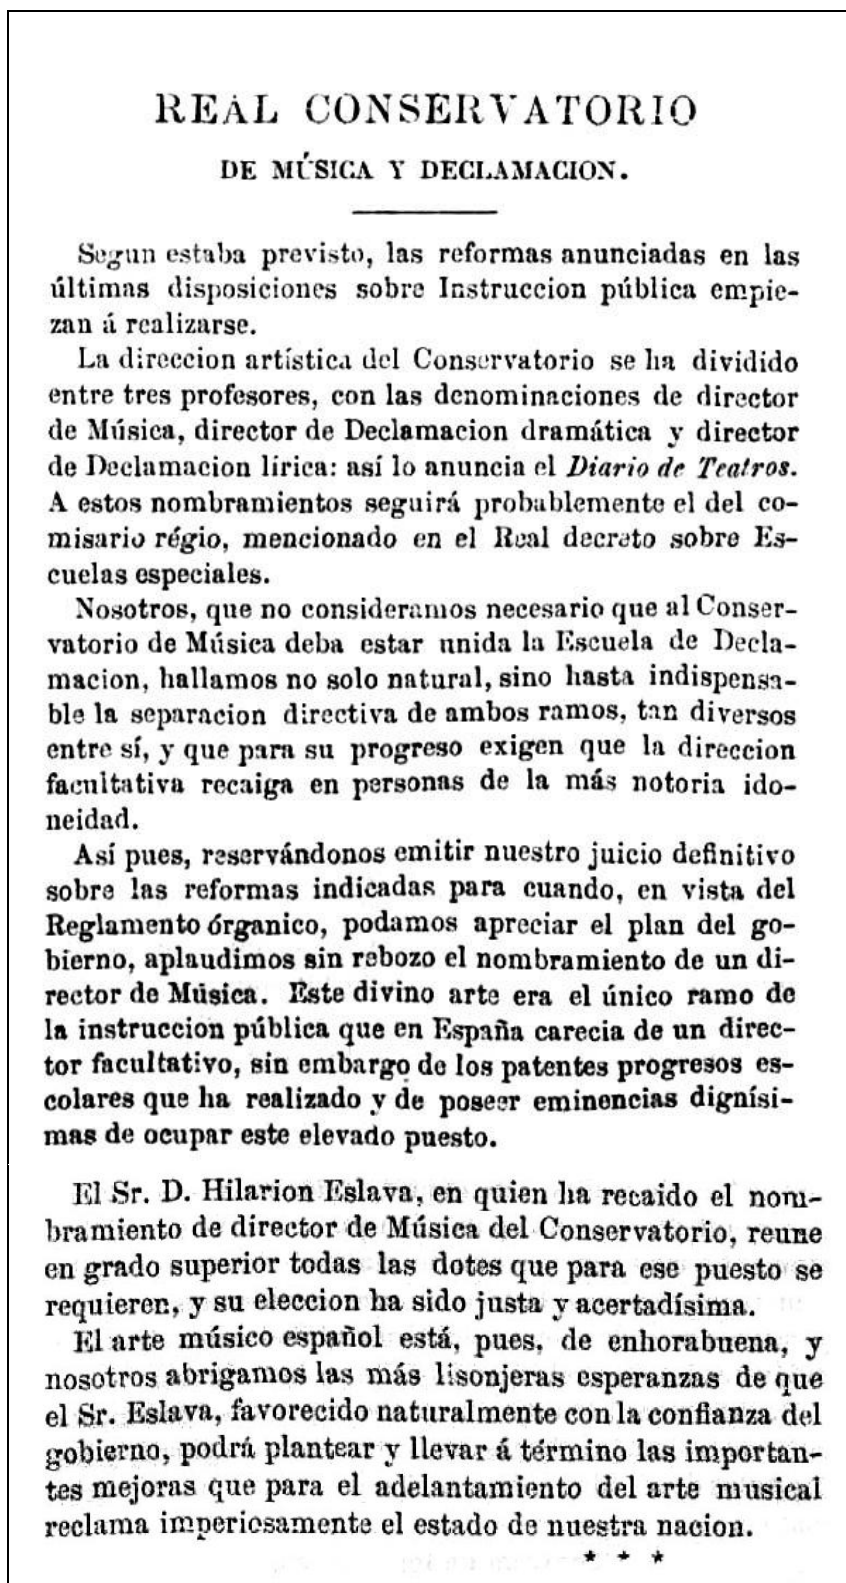 REAL CONSERVATORIO
DE MÚSICA Y DECLAMACION.
Segun estaba previsto, las reformas anunciadas en las
últimas disposiciones sobre Instruccion pública empie-
zan á realizarse.
La direccion artística del Conservatorio se ha dividido
entre tres profesores, con las denominaciones de director
de Música, director de Declamacion dramática y director
de Declamacion lírica: así lo anuncia el Diario de Teatros.
A estos nombramientos seguirá probablemente el del co-
misario régio, mencionado en el Real decreto sobre Es-
cuelas especiales.
Nosotros, que no consideramos necesario que al Conser-
vatorio de Música deba estar unida la Escuela de Decla-
macion, hallamos no solo natural, sino hasta indispensa-
ble la separacion directiva de ambos ramos, tan diversos
entre sí, y que para su progreso exigen que la direccion
facultativa recaiga en personas de la más notoria ido-
neidad.
Así pues, reservándonos emitir nuestro juicio definitivo
sobre las reformas indicadas para cuando, en vista del
Reglamento órganico, podamos apreciar el plan del go-
bierno, aplaudimos sin rebozo el nombramiento de un di-
rector de Música. Este divino arte era el único ramo de
la instruccion pública que en España carecia de un direc-
tor facultativo, sin embargo de los patentes progresos es-
colares que ha realizado y de poseer eminencias dignísi-
mas de ocupar este elevado puesto.
El Sr. D. Hilarion Eslava, en quien ha recaido el nom-
bramiento de director de Música del Conservatorio, reune
en grado superior todas las dotes que para ese puesto se
requieren, y su eleccion ha sido justa y acertadísima.
El arte músico español está, pues, de enhorabuena, y
nosotros abrigamos las más lisonjeras esperanzas de que
el Sr. Eslava, favorecido naturalmente con la confianza del
gobierno, podrá plantear y llevar á término las importan-
tes mejoras que para el adelantamiento del arte musical
reclama imperiosamente el estado de nuestra nacion.
* * *